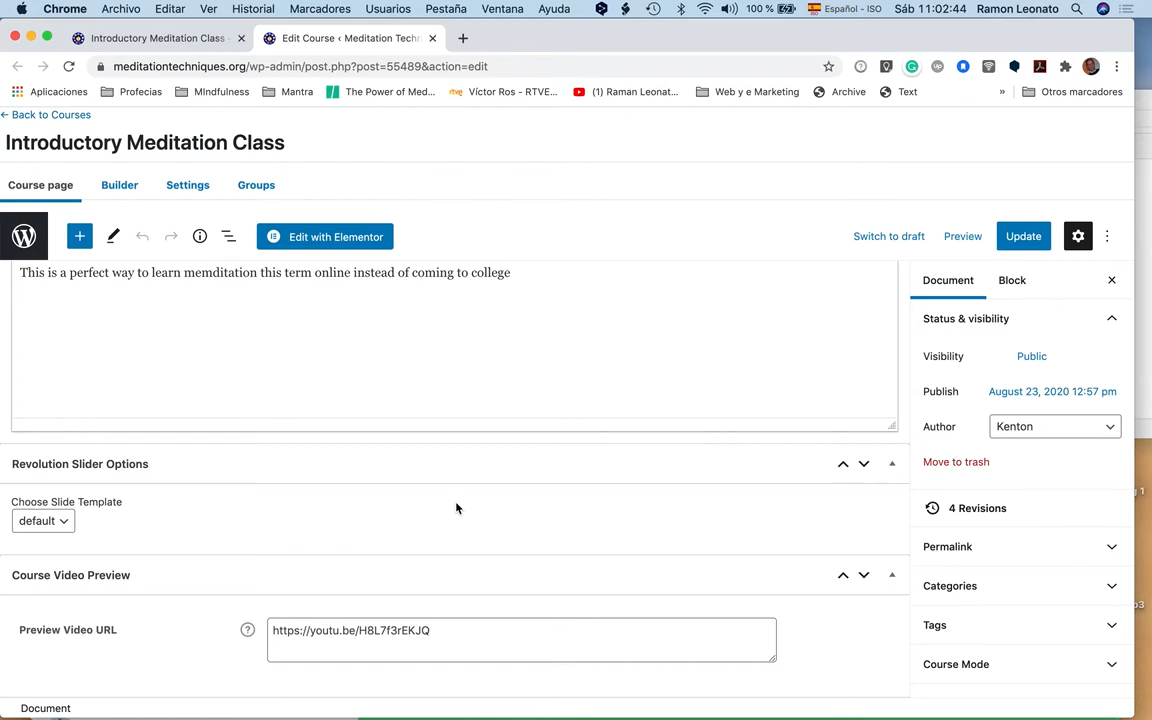 Chrome Archivo Editar Ver Historial Marcadores Usuarios Pestaña Ventana Ayuda 100 % Español - ISO Sáb 11:02:44 Ramon Leonato
Introductory Meditation Class - Edit Course ‹ Meditation Techn
meditationtechniques.org/wp-admin/post.php?post=55489&action=edit
Aplicaciones Profecias MIndfulness Mantra The Power of Med... Víctor Ros - RTVE... (1) Raman Leonat... Web y e Marketing Archive Text » Otros marcadores
← Back to Courses
Introductory Meditation Class
Course page Builder Settings Groups
Edit with Elementor Switch to draft Preview Update
This is a perfect way to learn memditation this term online instead of coming to college
Document Block
Status & visibility
Visibility Public
Publish August 23, 2020 12:57 pm
Author Kenton
Move to trash
Revolution Slider Options
Choose Slide Template
default
4 Revisions
Permalink
Course Video Preview
Categories
Preview Video URL https://youtu.be/H8L7f3rEKJQ
Tags
Course Mode
Document